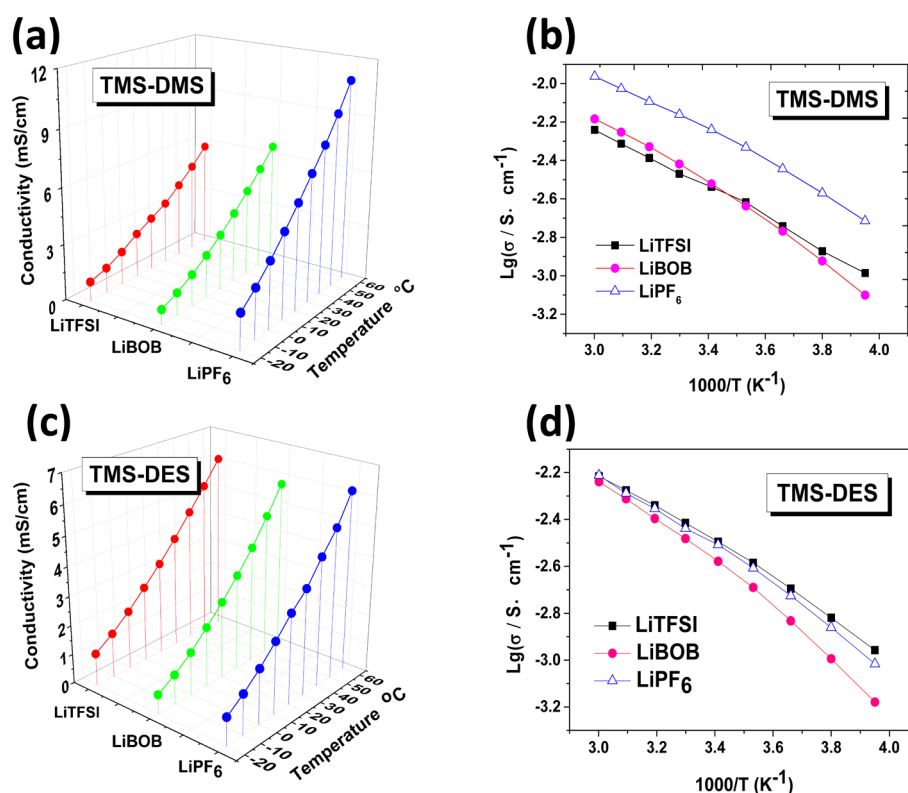 (a)
TMS-DMS
Conductivity (mS/cm)
12
9
6
3
0
LiTFSI
LiBOB
LiPF6
-20
-10
0
10
20
30
40
50
60
Temperature °C
(b)
TMS-DMS
Lg(σ / S· cm-1)
-2.0
-2.2
-2.4
-2.6
-2.8
-3.0
-3.2
LiTFSI
LiBOB
LiPF6
3.0 3.2 3.4 3.6 3.8 4.0
1000/T (K-1)
(c)
TMS-DES
Conductivity (mS/cm)
7
6
5
4
3
2
1
0
LiTFSI
LiBOB
LiPF6
-20
-10
0
10
20
30
40
50
60
Temperature °C
(d)
TMS-DES
Lg(σ / S· cm-1)
-2.2
-2.4
-2.6
-2.8
-3.0
-3.2
LiTFSI
LiBOB
LiPF6
3.0 3.2 3.4 3.6 3.8 4.0
1000/T (K-1)